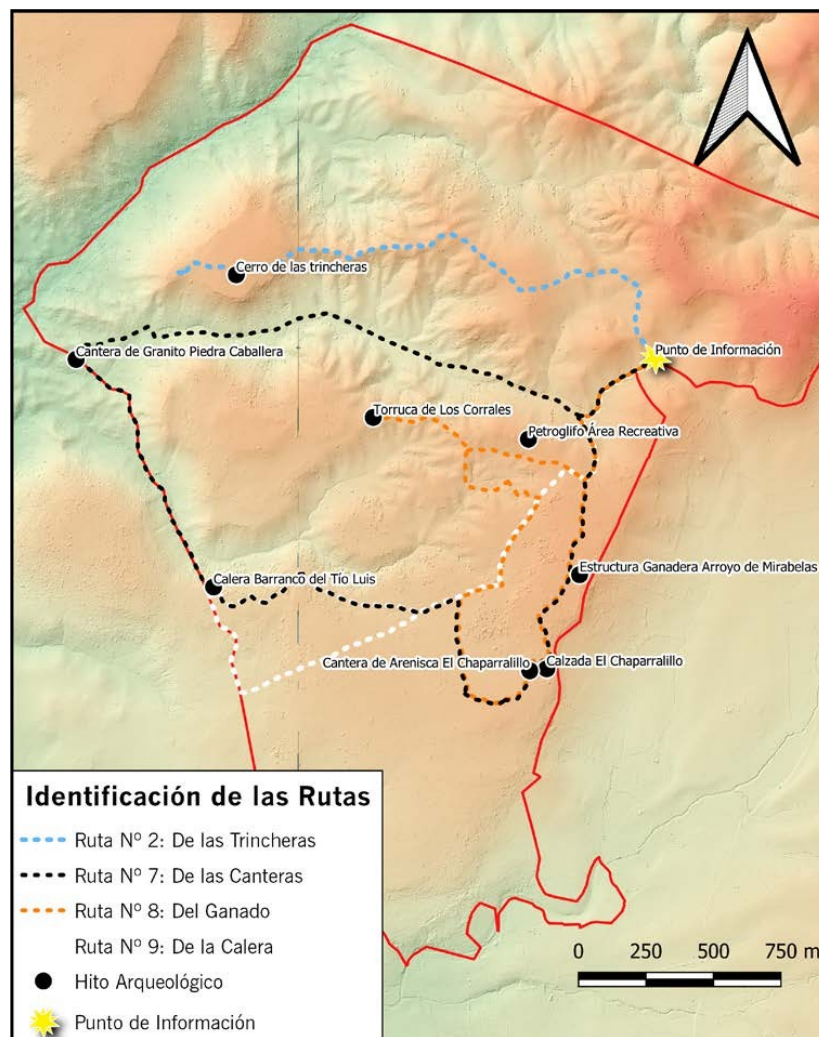 Cerro de las trincheras
Punto de Información
Cantera de Granito Piedra Caballera
Torruca de Los Corrales
Petroglifo Área Recreativa
Estructura Ganadera Arroyo de Mirabelas
Calera Barranco del Tío Luis
Cantera de Arenisca El Chaparralillo
Calzada El Chaparralillo
Identificación de las Rutas
Ruta Nº 2: De las Trincheras
Ruta Nº 7: De las Canteras
Ruta Nº 8: Del Ganado
Ruta Nº 9: De la Calera
Hito Arqueológico
Punto de Información
0 250 500 750 m